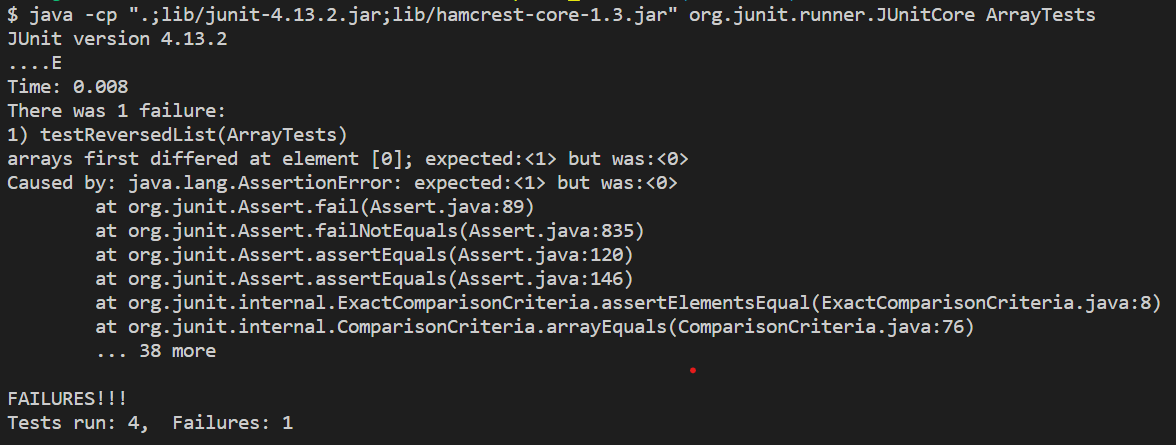 $ java -cp ".;lib/junit-4.13.2.jar;lib/hamcrest-core-1.3.jar" org.junit.runner.JUnitCore ArrayTests
JUnit version 4.13.2
....E
Time: 0.008
There was 1 failure:
1) testReversedList(ArrayTests)
arrays first differed at element [0]; expected:<1> but was:<0>
Caused by: java.lang.AssertionError: expected:<1> but was:<0>
        at org.junit.Assert.fail(Assert.java:89)
        at org.junit.Assert.failNotEquals(Assert.java:835)
        at org.junit.Assert.assertEquals(Assert.java:120)
        at org.junit.Assert.assertEquals(Assert.java:146)
        at org.junit.internal.ExactComparisonCriteria.assertElementsEqual(ExactComparisonCriteria.java:8)
        at org.junit.internal.ComparisonCriteria.arrayEquals(ComparisonCriteria.java:76)
        ... 38 more
FAILURES!!!
Tests run: 4,  Failures: 1